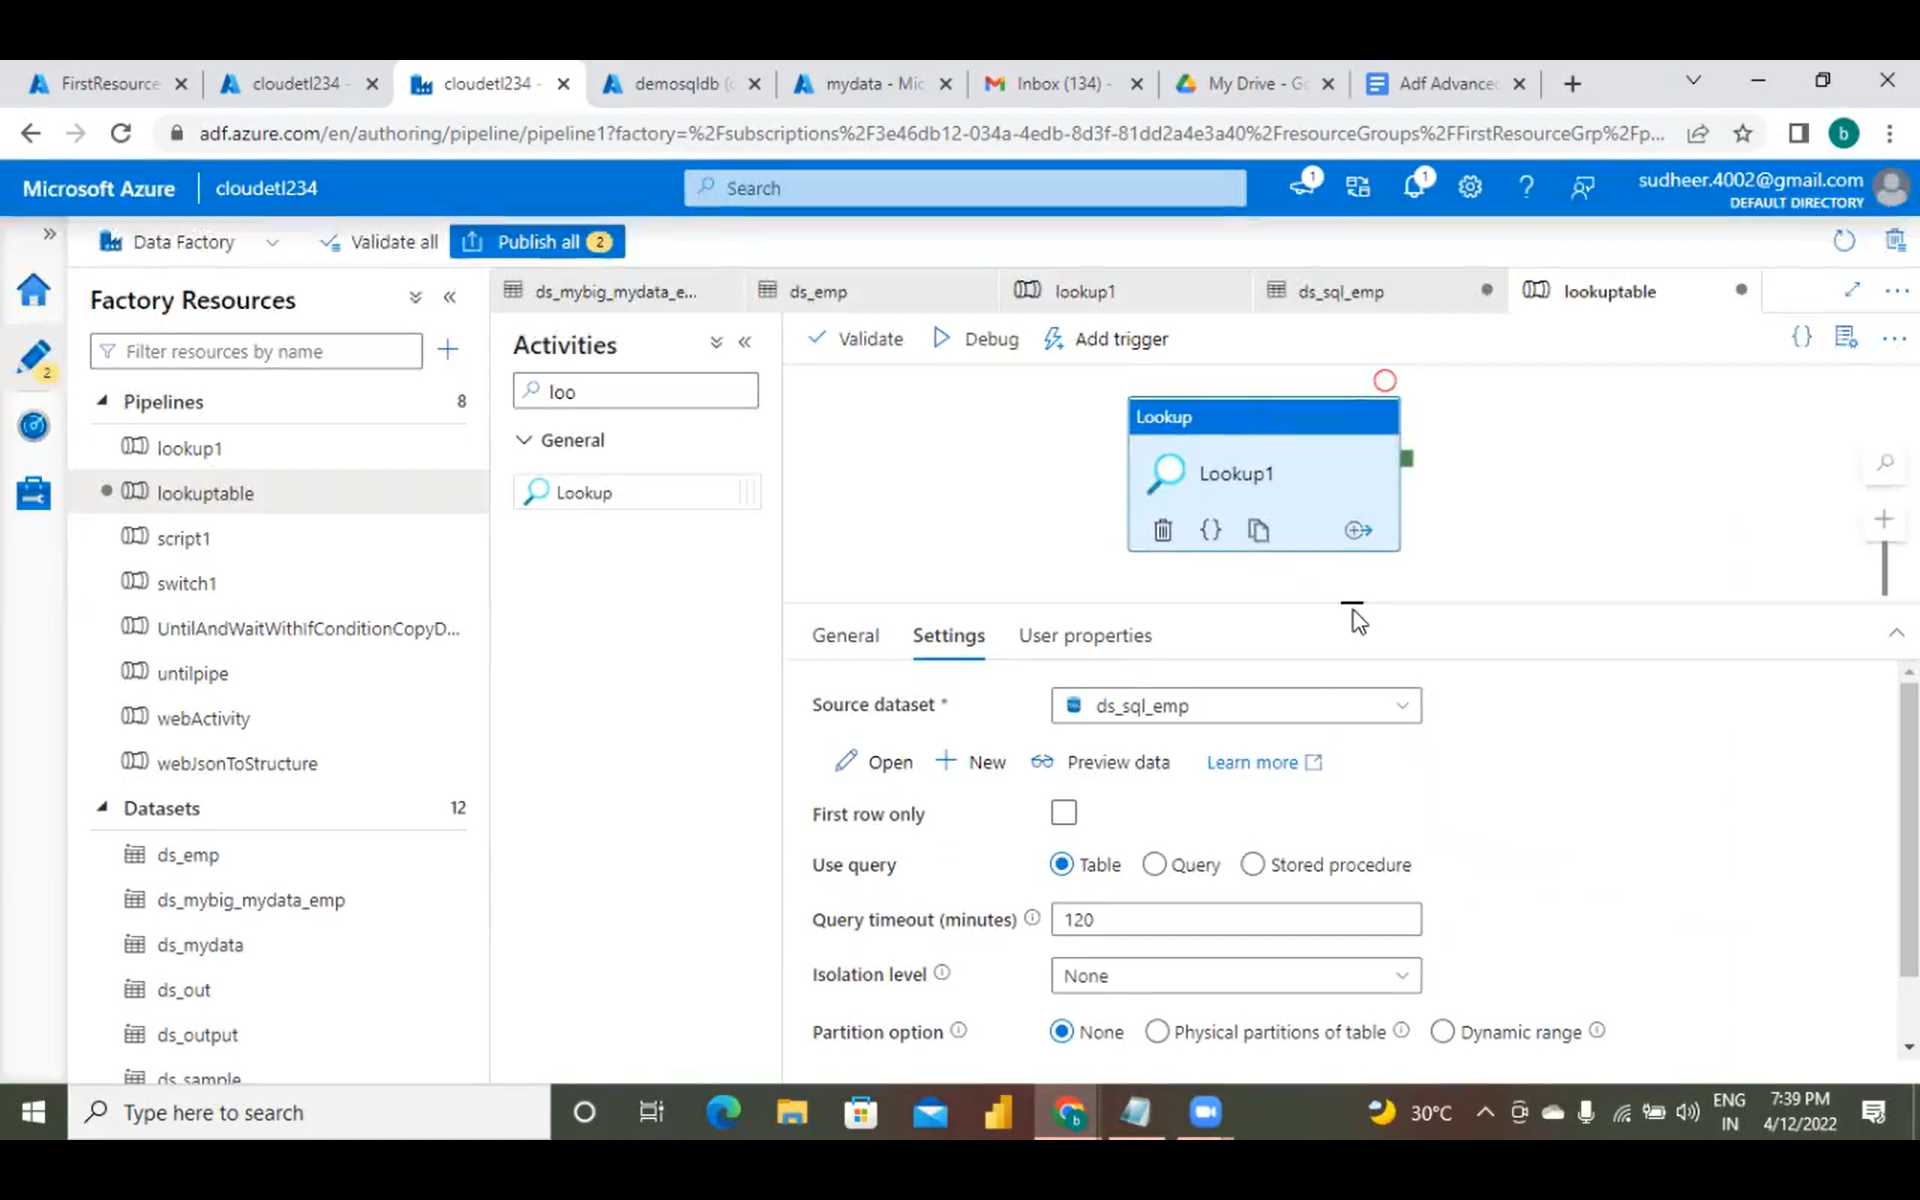 FirstResource
cloudetl234 -
cloudetl234 -
demosqldb (
mydata - Mic
Inbox (134) -
My Drive - Go
Adf Advance
adf.azure.com/en/authoring/pipeline/pipeline1?factory=%2Fsubscriptions%2F3e46db12-034a-4edb-8d3f-81dd2a4e3a40%2FresourceGroups%2FFirstResourceGrp%2Fp...
b
Microsoft Azure
cloudetl234
Search
1
1
sudheer.4002@gmail.com
DEFAULT DIRECTORY
Data Factory
Validate all
Publish all 2
Factory Resources
Filter resources by name
2
Pipelines 8
lookup1
lookuptable
script1
switch1
UntilAndWaitWithIfConditionCopyD...
untilpipe
webActivity
webJsonToStructure
Datasets 12
ds_emp
ds_mybig_mydata_emp
ds_mydata
ds_out
ds_output
ds_sample
ds_mybig_mydata_e...
ds_emp
lookup1
ds_sql_emp
lookuptable
Activities
loo
General
Lookup
Validate
Debug
Add trigger
Lookup
Lookup1
General
Settings
User properties
Source dataset *
ds_sql_emp
Open
New
Preview data
Learn more
First row only
Use query
Table
Query
Stored procedure
Query timeout (minutes)
120
Isolation level
None
Partition option
None
Physical partitions of table
Dynamic range
Type here to search
b
30°C
ENG
IN
7:39 PM
4/12/2022